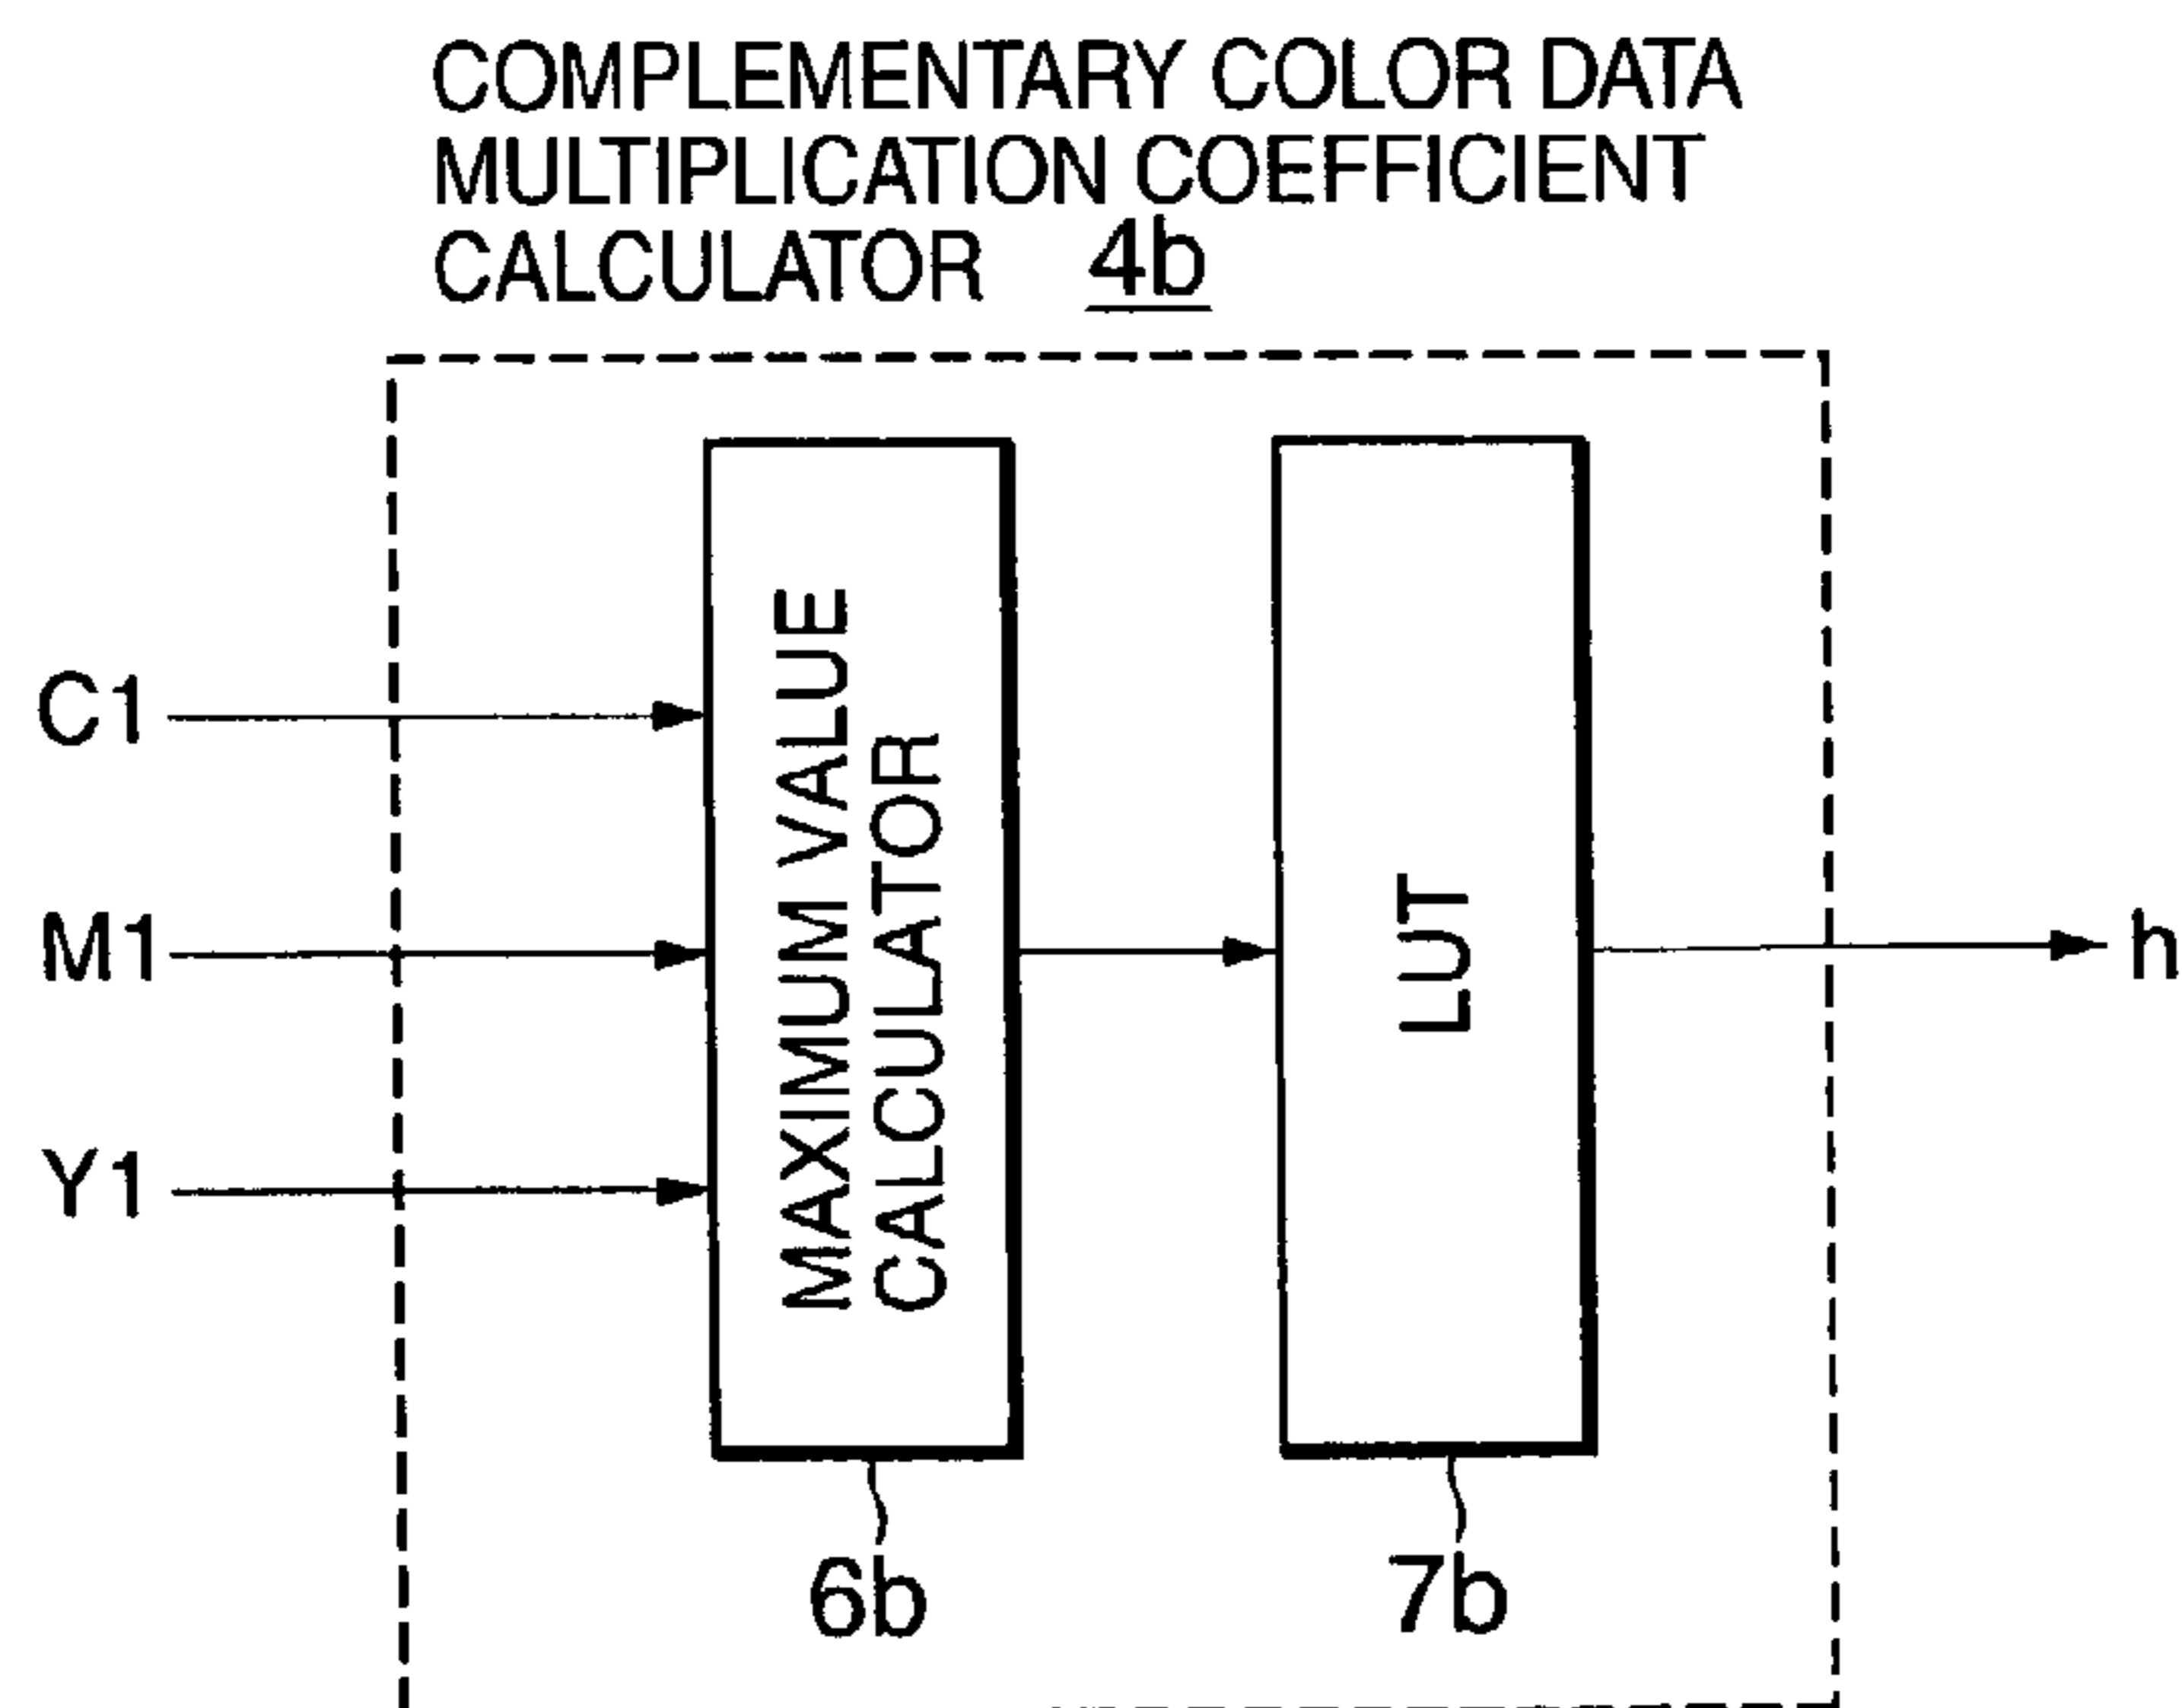 COMPLEMENTARY COLOR DATA
MULTIPLICATION COEFFICIENT
CALCULATOR 4b
C1
M1
Y1
MAXIMUM VALUE
CALCULATOR
LUT
h
6b
7b